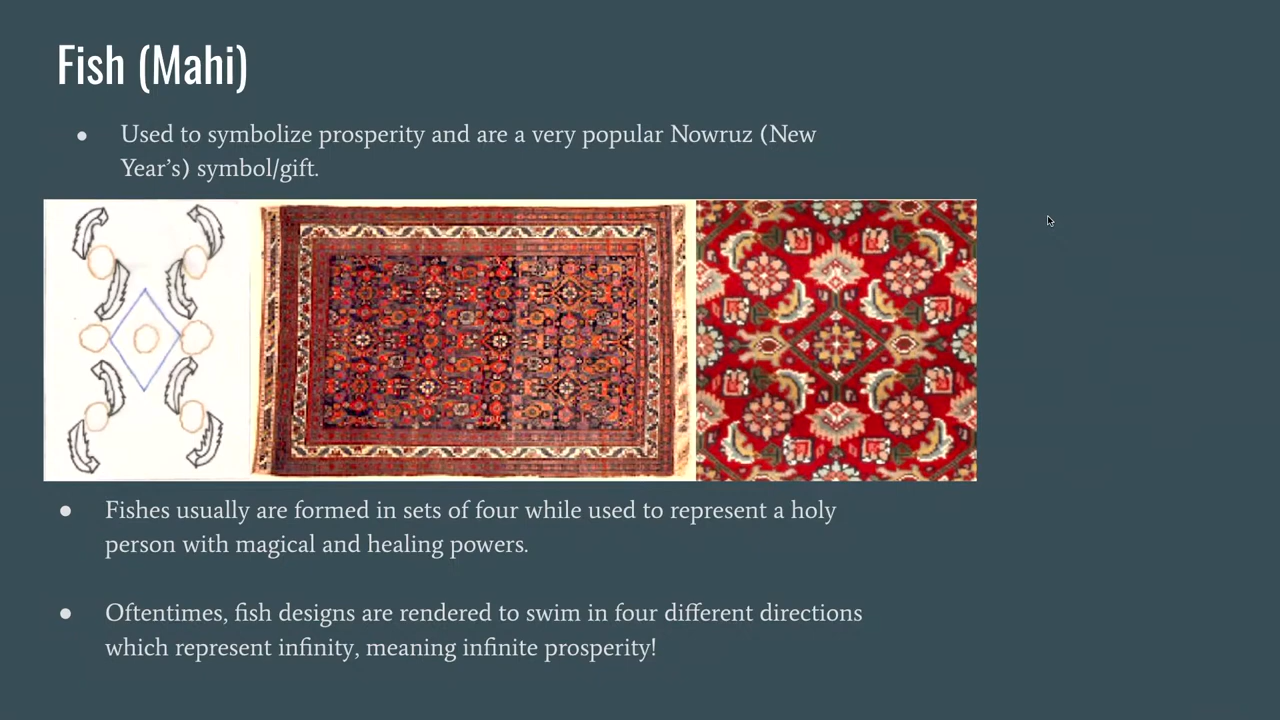 Fish (Mahi)
● Used to symbolize prosperity and are a very popular Nowruz (New
Year's) symbol/gift.
● Fishes usually are formed in sets of four while used to represent a holy
person with magical and healing powers.
● Oftentimes, fish designs are rendered to swim in four different directions
which represent infinity, meaning infinite prosperity!